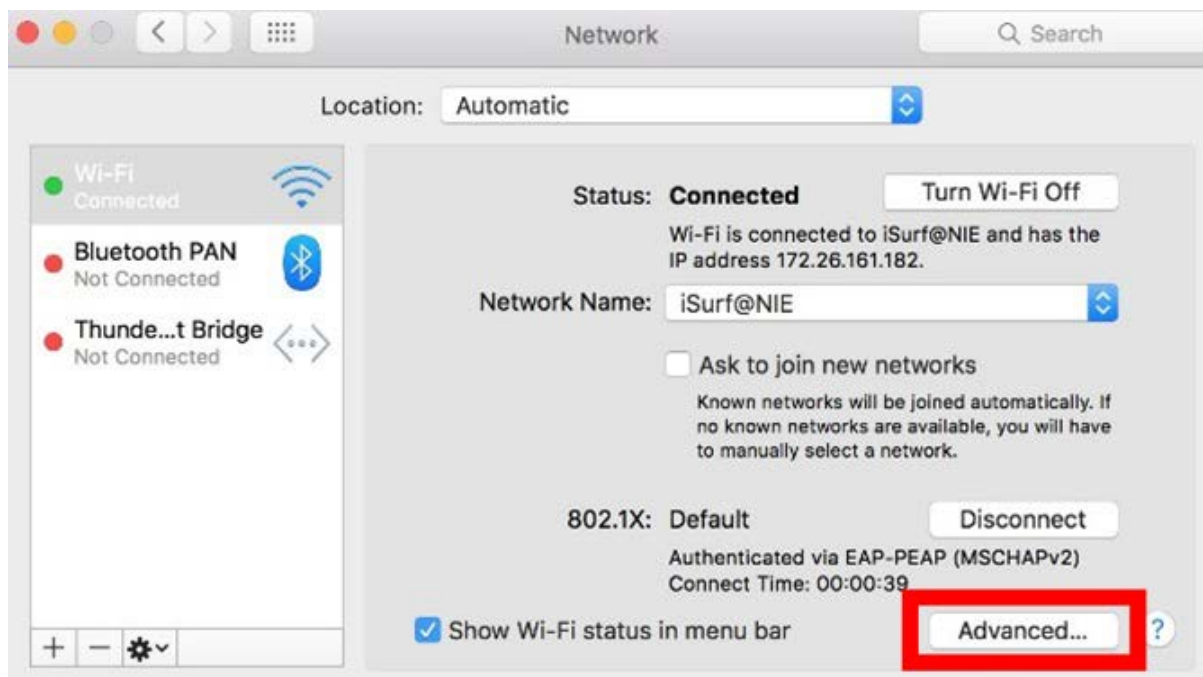 Network
Search
Location: Automatic
Wi-Fi
Connected
Bluetooth PAN
Not Connected
Thunde...t Bridge
Not Connected
Status: Connected
Turn Wi-Fi Off
Wi-Fi is connected to iSurf@NIE and has the
IP address 172.26.161.182.
Network Name: iSurf@NIE
Ask to join new networks
Known networks will be joined automatically. If
no known networks are available, you will have
to manually select a network.
802.1X: Default
Disconnect
Authenticated via EAP-PEAP (MSCHAPv2)
Connect Time: 00:00:39
Show Wi-Fi status in menu bar
Advanced...
?